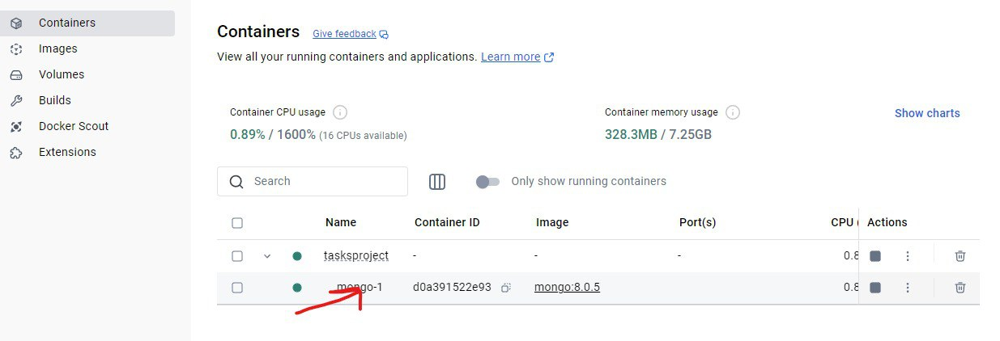 Containers
Images
Volumes
Builds
Docker Scout
Extensions
Containers Give feedback
View all your running containers and applications. Learn more
Container CPU usage
0.89% / 1600% (16 CPUs available)
Container memory usage
328.3MB / 7.25GB
Show charts
Search
Only show running containers
Name Container ID Image Port(s) CPU ( Actions
tasksproject - - - 0.8
mongo-1 d0a391522e93 mongo:8.0.5 0.8